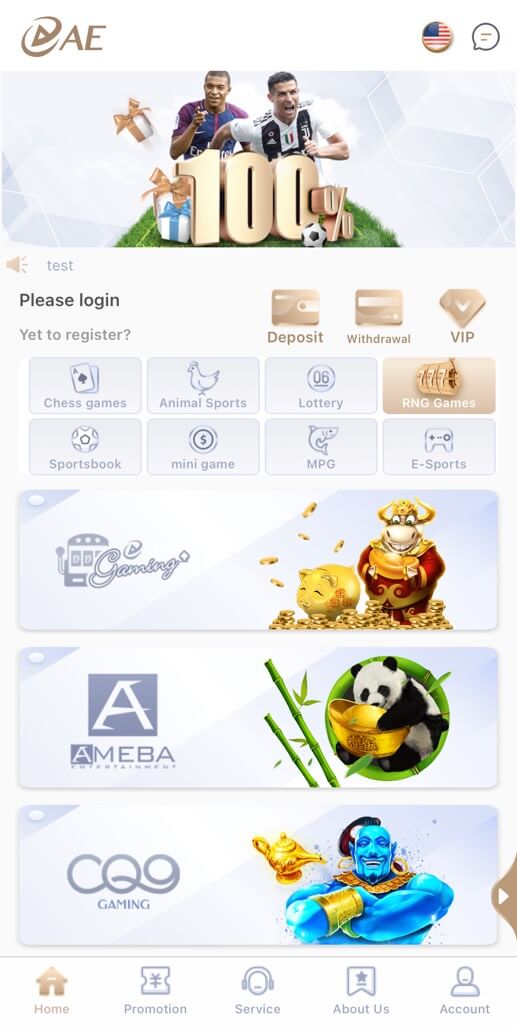 AE
100%
test
Please login
Yet to register?
Deposit
Withdrawal
VIP
Chess games
Animal Sports
06
Lottery
777
RNG Games
Sportsbook
mini game
MPG
E-Sports
Gaming
A
AMEBA
ENTERTAINMENT
CQ9
GAMING
Home
Promotion
Service
About Us
Account